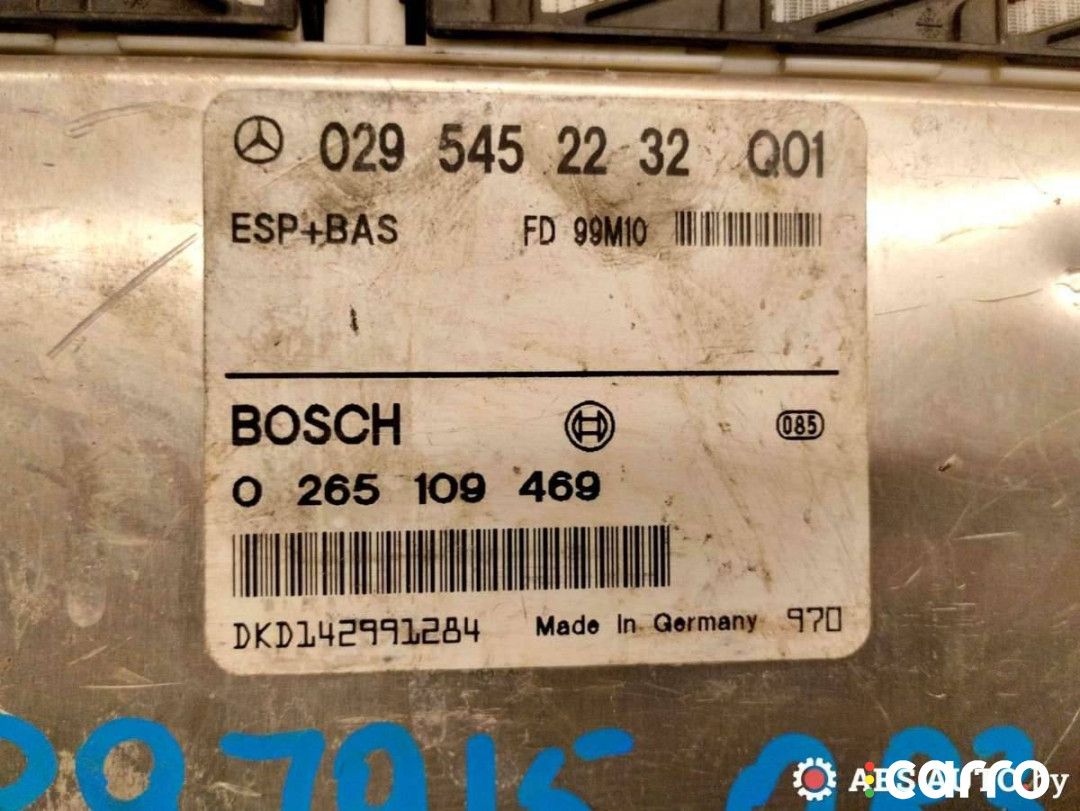 029 545 22 32 Q01
ESP+BAS FD 99M10
BOSCH 085
0 265 109 469
DKD142991284 Made In Germany 970
carro